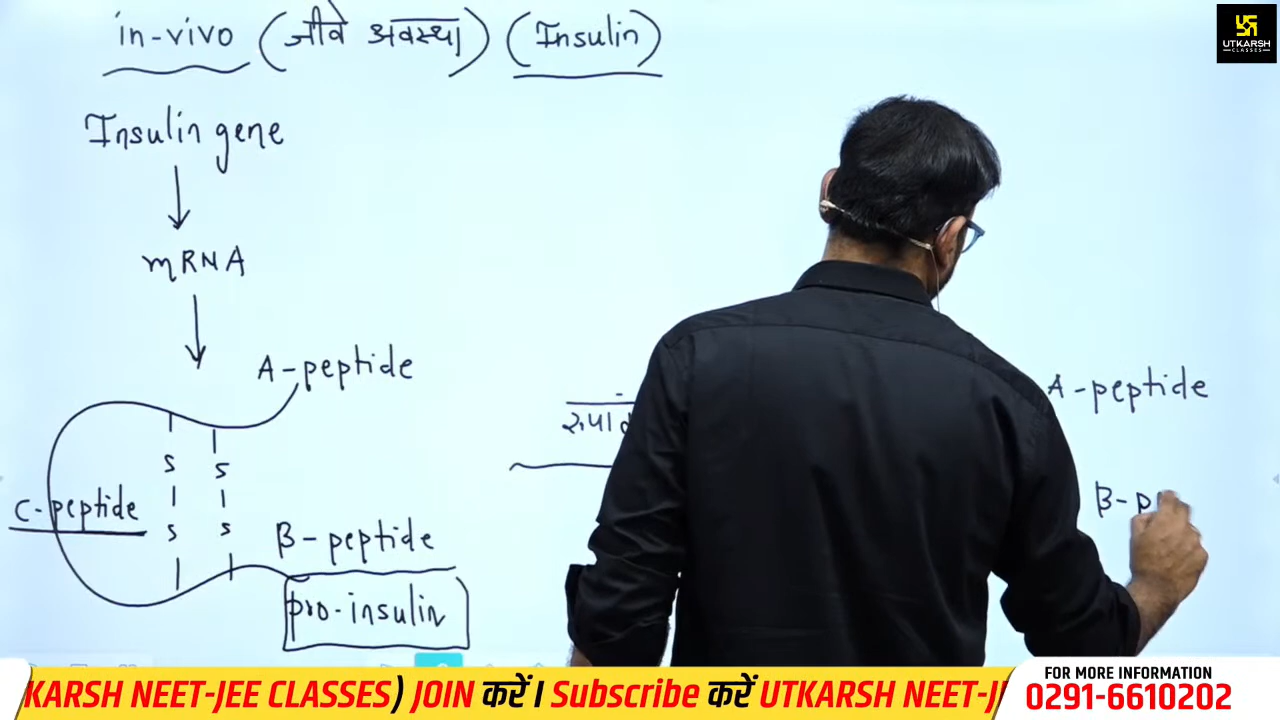 in-vivo (जीवे अवस्था) (Insulin)
UTKARSH
CLASSES
Insulin gene
mRNA
A-peptide
A-peptide
S S
C-peptide
S S
B-peptide
B-p
pro-insulin
KARSH NEET-JEE CLASSES) JOIN करें I Subscribe करें UTKARSH NEET-J
FOR MORE INFORMATION
0291-6610202